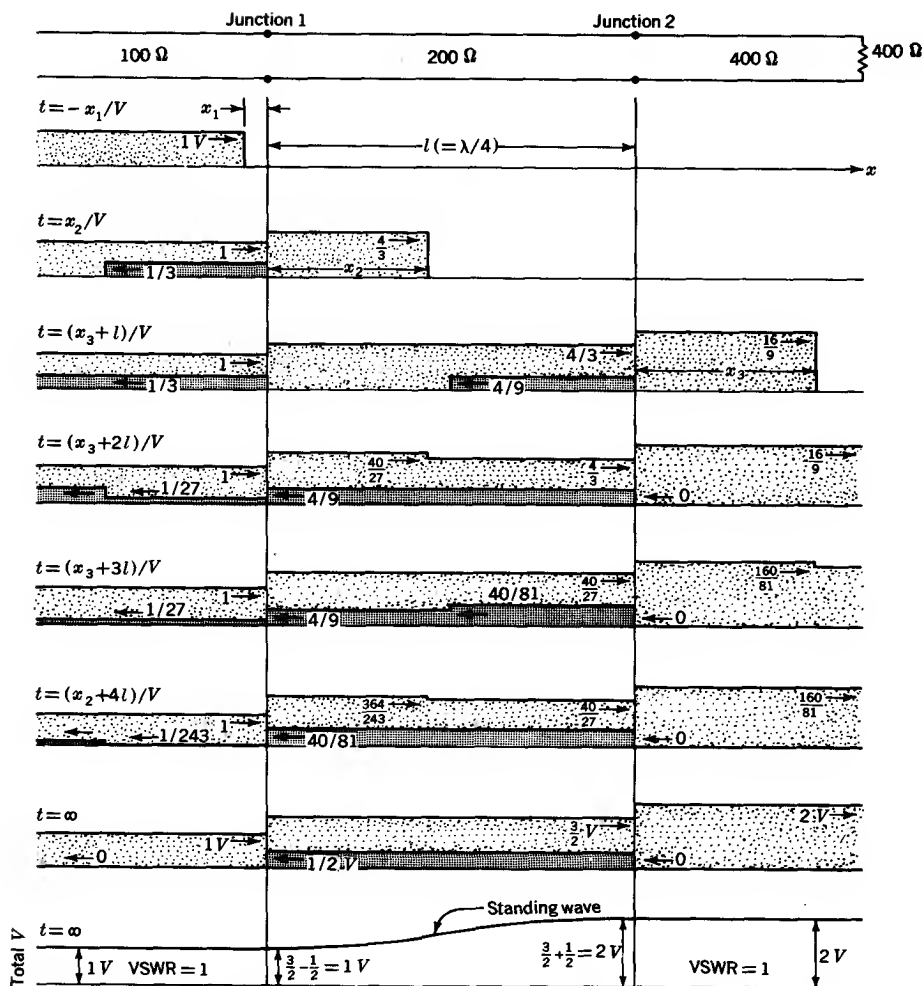 Junction 1 Junction 2
100 Ω 200 Ω 400 Ω 400 Ω
t = - x₁/V x₁
1 V l (= λ/4)
x
t = x₂/V
1 4/3
1/3 x₂
t = (x₃ + l)/V
1 4/3 16/9
1/3 4/9 x₃
t = (x₃ + 2l)/V
1 40/27 4/3 16/9
1/27 4/9 0
t = (x₃ + 3l)/V
1 40/81 40/27 160/81
1/27 4/9 0
t = (x₂ + 4l)/V
1 364/243 40/27 160/81
1/243 40/81 0
t = ∞
1 V 3/2 V 2 V
0 1/2 V 0
t = ∞ Standing wave
Total V
1 V VSWR = 1 3/2 - 1/2 = 1 V 3/2 + 1/2 = 2 V VSWR = 1 2 V